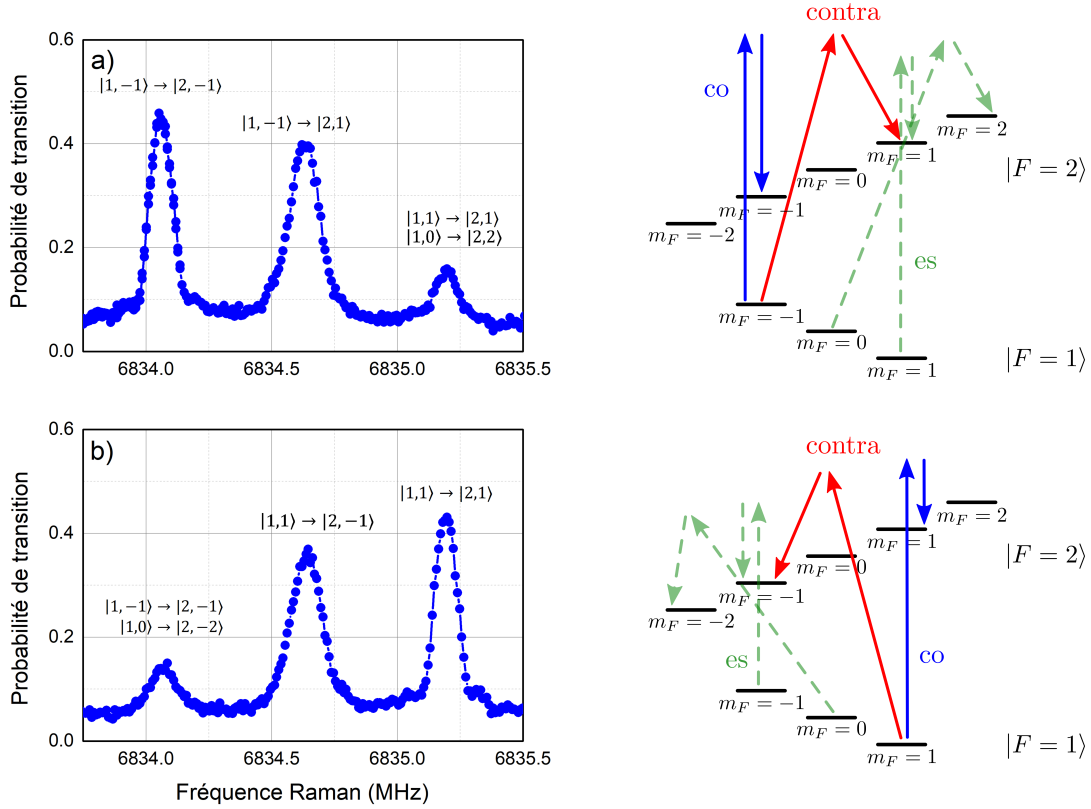 a)
Probabilité de transition
0.6
0.4
0.2
0.0
|1, −1⟩ → |2, −1⟩
|1, −1⟩ → |2,1⟩
|1,1⟩ → |2,1⟩
|1,0⟩ → |2,2⟩
6834.0 6834.5 6835.0 6835.5
contra
co
es
m_F = 2
m_F = 1
m_F = 0
m_F = −1
m_F = −2
|F = 2⟩
m_F = −1
m_F = 0
m_F = 1
|F = 1⟩
b)
Probabilité de transition
0.6
0.4
0.2
0.0
|1,1⟩ → |2,1⟩
|1,1⟩ → |2, −1⟩
|1, −1⟩ → |2, −1⟩
|1,0⟩ → |2, −2⟩
6834.0 6834.5 6835.0 6835.5
Fréquence Raman (MHz)
contra
co
es
m_F = 2
m_F = 1
m_F = 0
m_F = −1
m_F = −2
|F = 2⟩
m_F = −1
m_F = 0
m_F = 1
|F = 1⟩